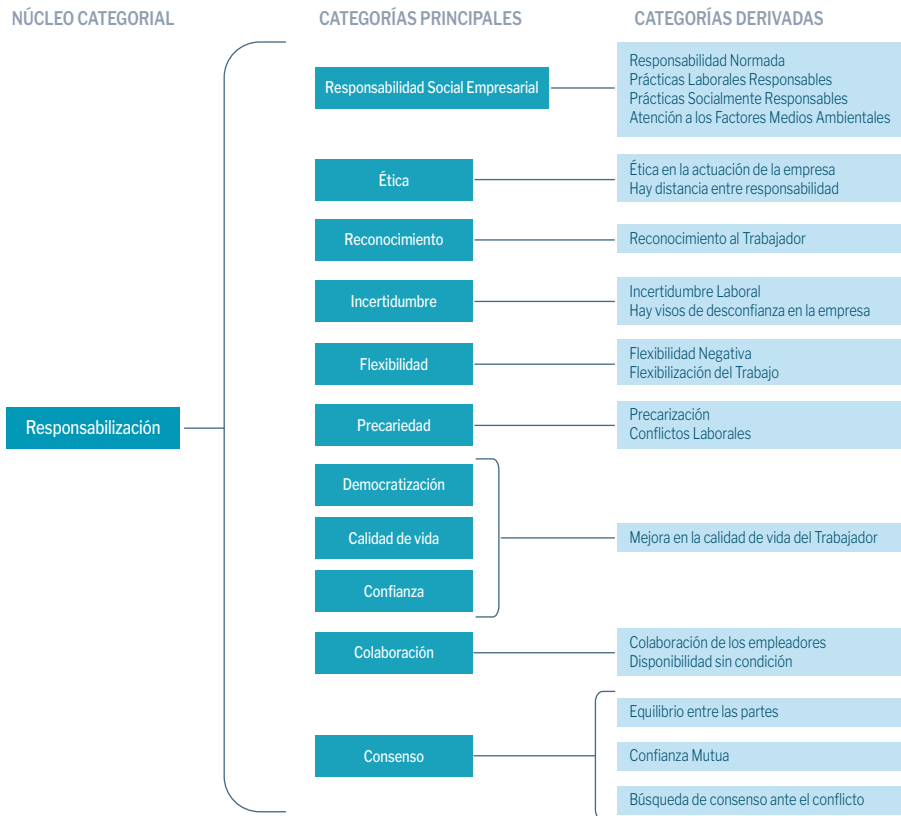 NÚCLEO CATEGORIAL
CATEGORÍAS PRINCIPALES
CATEGORÍAS DERIVADAS
Responsabilización
Responsabilidad Social Empresarial
Responsabilidad Normada
Prácticas Laborales Responsables
Prácticas Socialmente Responsables
Atención a los Factores Medios Ambientales
Ética
Ética en la actuación de la empresa
Hay distancia entre responsabilidad
Reconocimiento
Reconocimiento al Trabajador
Incertidumbre
Incertidumbre Laboral
Hay visos de desconfianza en la empresa
Flexibilidad
Flexibilidad Negativa
Flexibilización del Trabajo
Precariedad
Precarización
Conflictos Laborales
Democratización
Calidad de vida
Confianza
Mejora en la calidad de vida del Trabajador
Colaboración
Colaboración de los empleadores
Disponibilidad sin condición
Consenso
Equilibrio entre las partes
Confianza Mutua
Búsqueda de consenso ante el conflicto